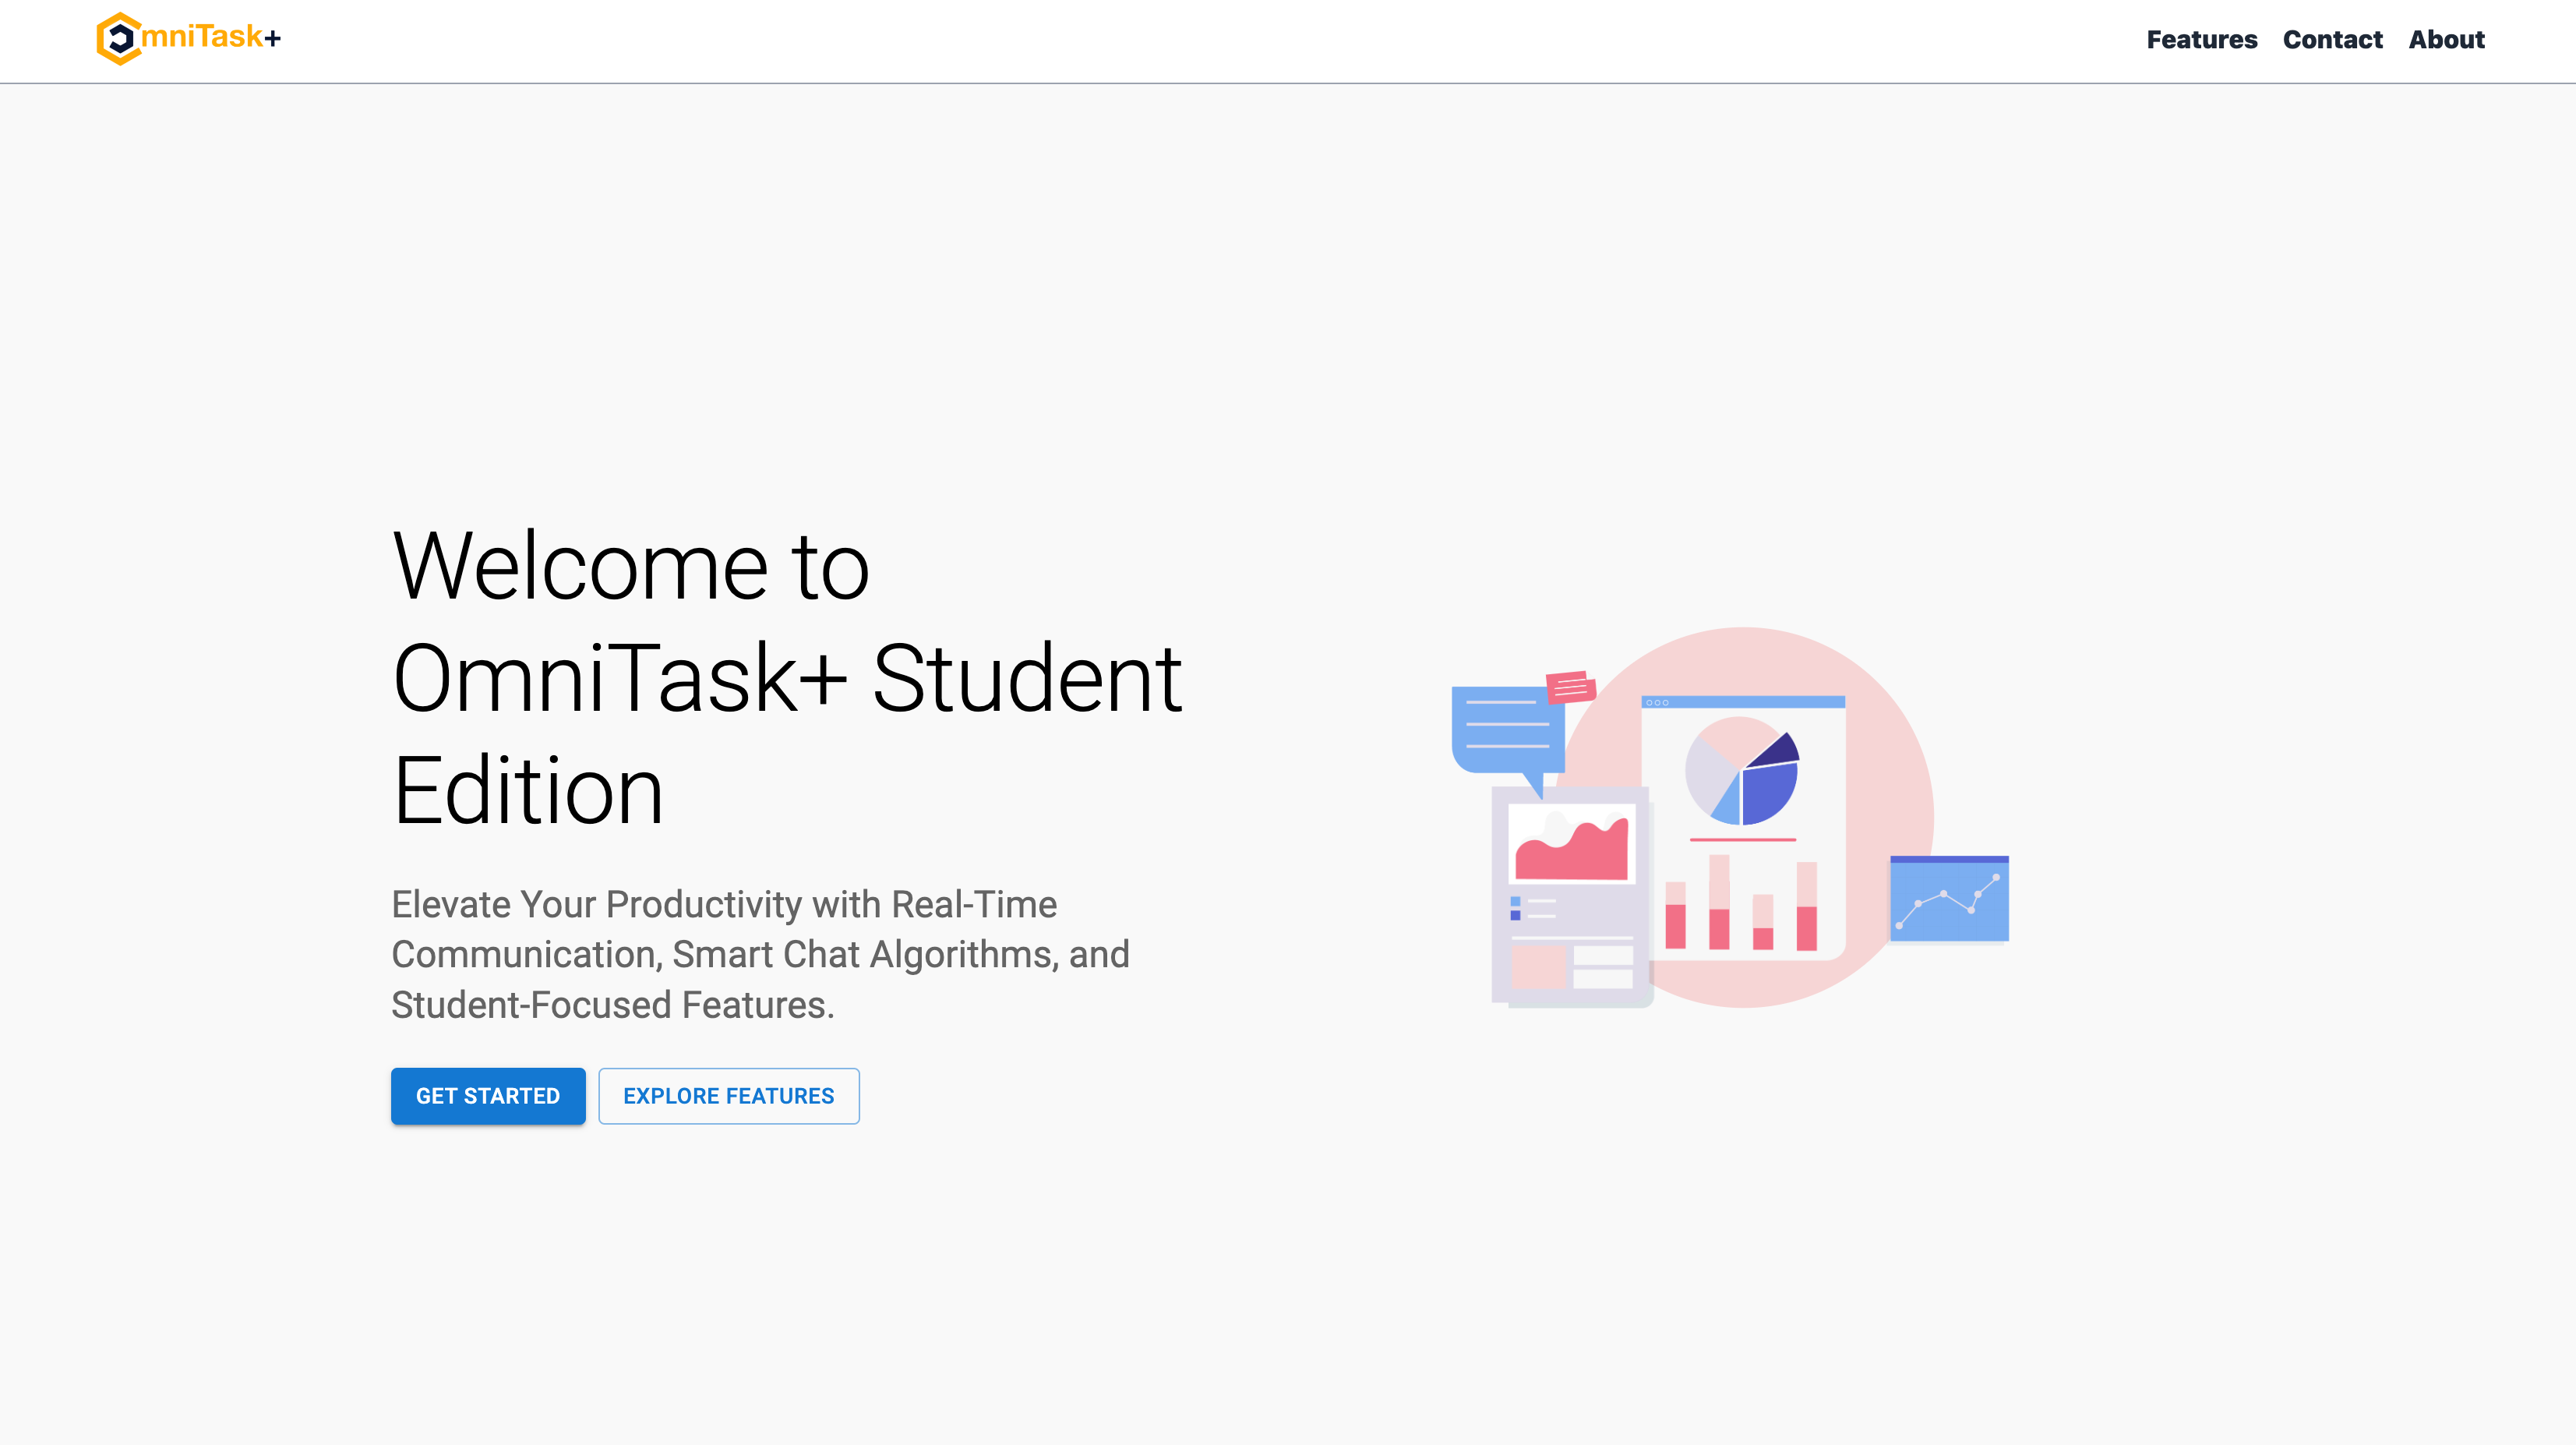 OmniTask+
Features Contact About
Welcome to
OmniTask+ Student
Edition
Elevate Your Productivity with Real-Time
Communication, Smart Chat Algorithms, and
Student-Focused Features.
GET STARTED EXPLORE FEATURES